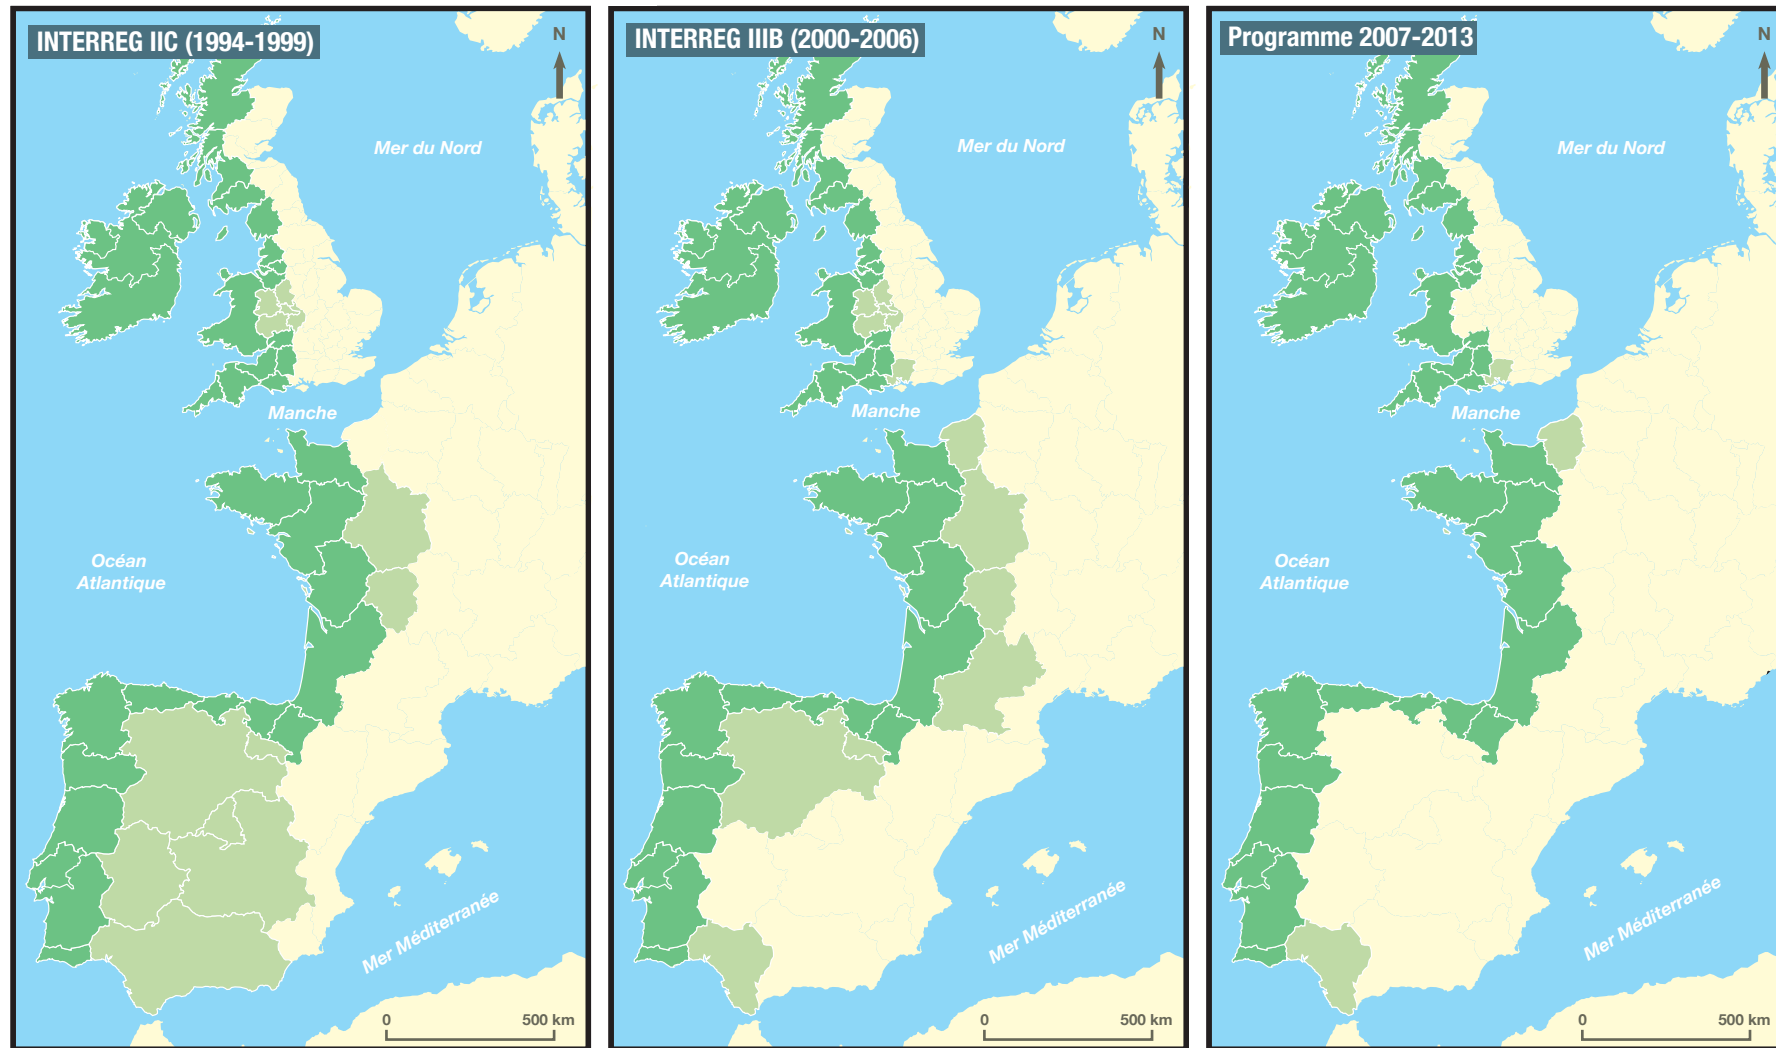 INTERREG IIC (1994-1999)
N
Mer du Nord
Manche
Océan
Atlantique
Mer Méditerranée
0
500 km
INTERREG IIIB (2000-2006)
N
Mer du Nord
Manche
Océan
Atlantique
Mer Méditerranée
0
500 km
Programme 2007-2013
N
Mer du Nord
Manche
Océan
Atlantique
Mer Méditerranée
0
500 km